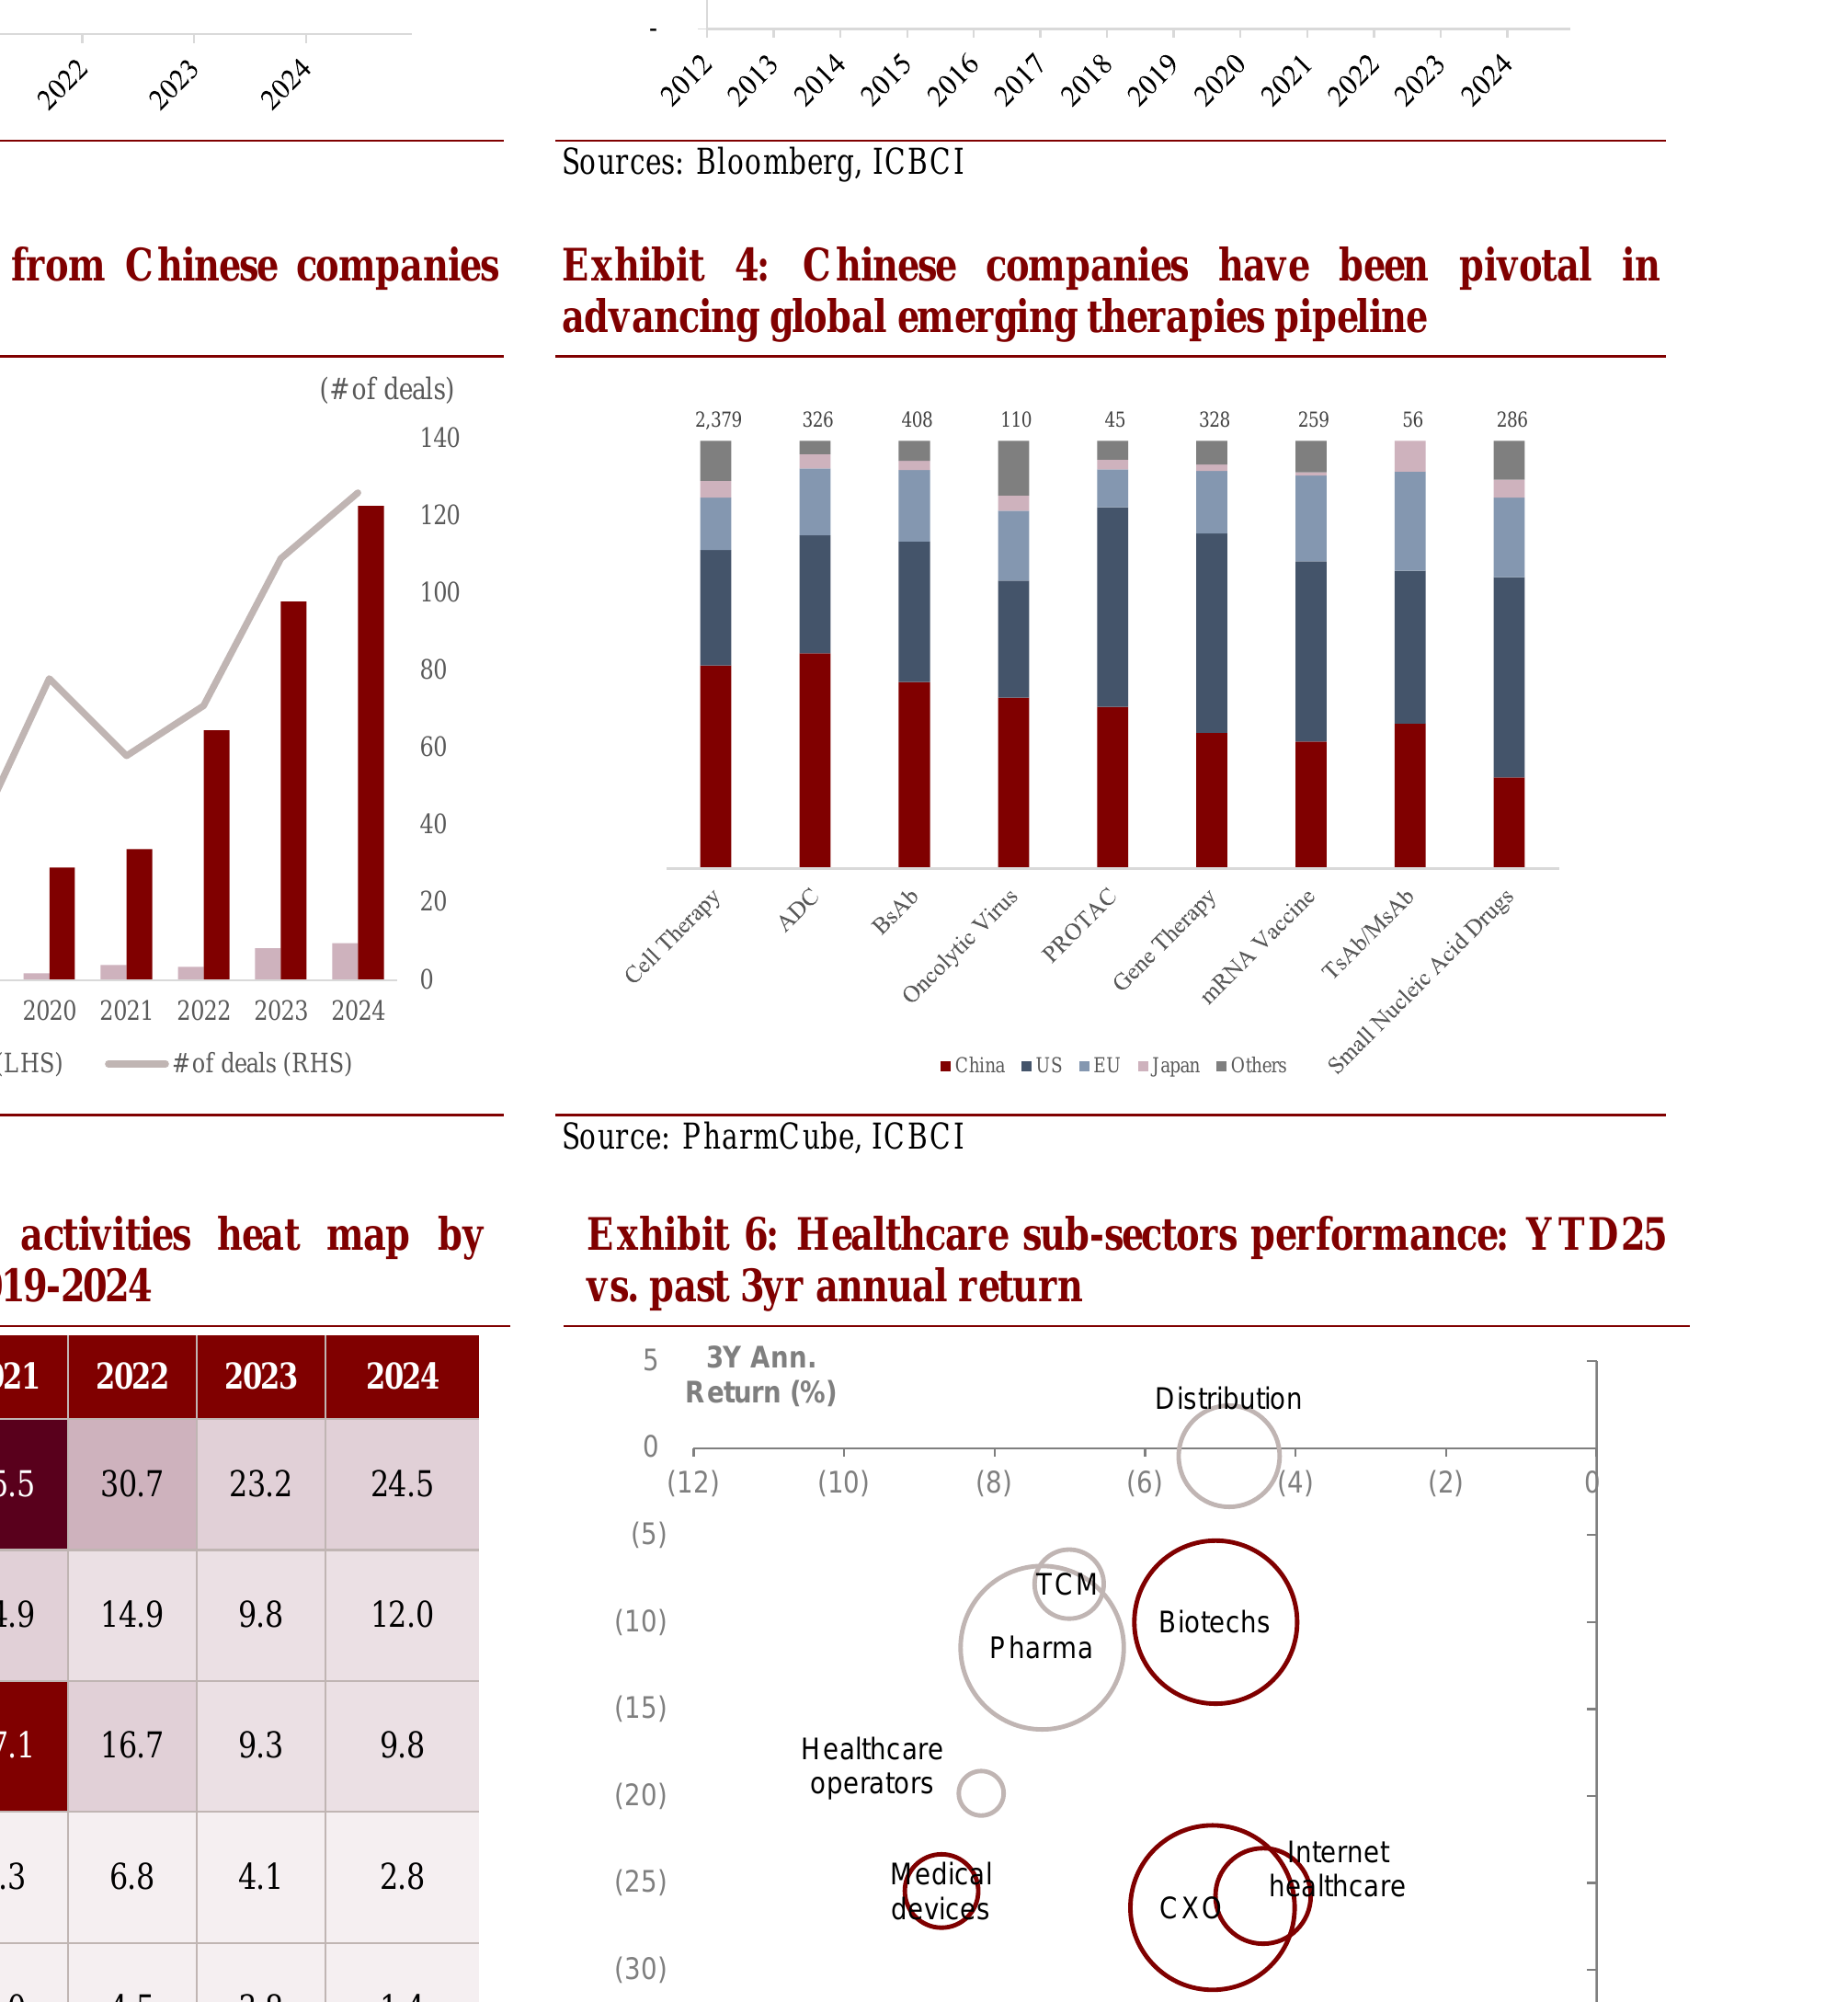 2022 2023 2024
-
2012 2013 2014 2015 2016 2017 2018 2019 2020 2021 2022 2023 2024
Sources: Bloomberg, ICBCI
from Chinese companies
(# of deals)
140
120
100
80
60
40
20
0
2020 2021 2022 2023 2024
(LHS) # of deals (RHS)
Exhibit 4: Chinese companies have been pivotal in
advancing global emerging therapies pipeline
2,379 326 408 110 45 328 259 56 286
Cell Therapy ADC BsAb Oncolytic Virus PROTAC Gene Therapy mRNA Vaccine TsAb/MsAb Small Nucleic Acid Drugs
China US EU Japan Others
Source: PharmCube, ICBCI
activities heat map by
19-2024
21 2022 2023 2024
5.5 30.7 23.2 24.5
4.9 14.9 9.8 12.0
7.1 16.7 9.3 9.8
.3 6.8 4.1 2.8
Exhibit 6: Healthcare sub-sectors performance: YTD25
vs. past 3yr annual return
3Y Ann.
Return (%)
5
0
(5)
(10)
(15)
(20)
(25)
(30)
(12) (10) (8) (6) (4) (2) 0
Distribution
TCM
Biotechs
Pharma
Healthcare
operators
Internet
healthcare
Medical
devices
CXO